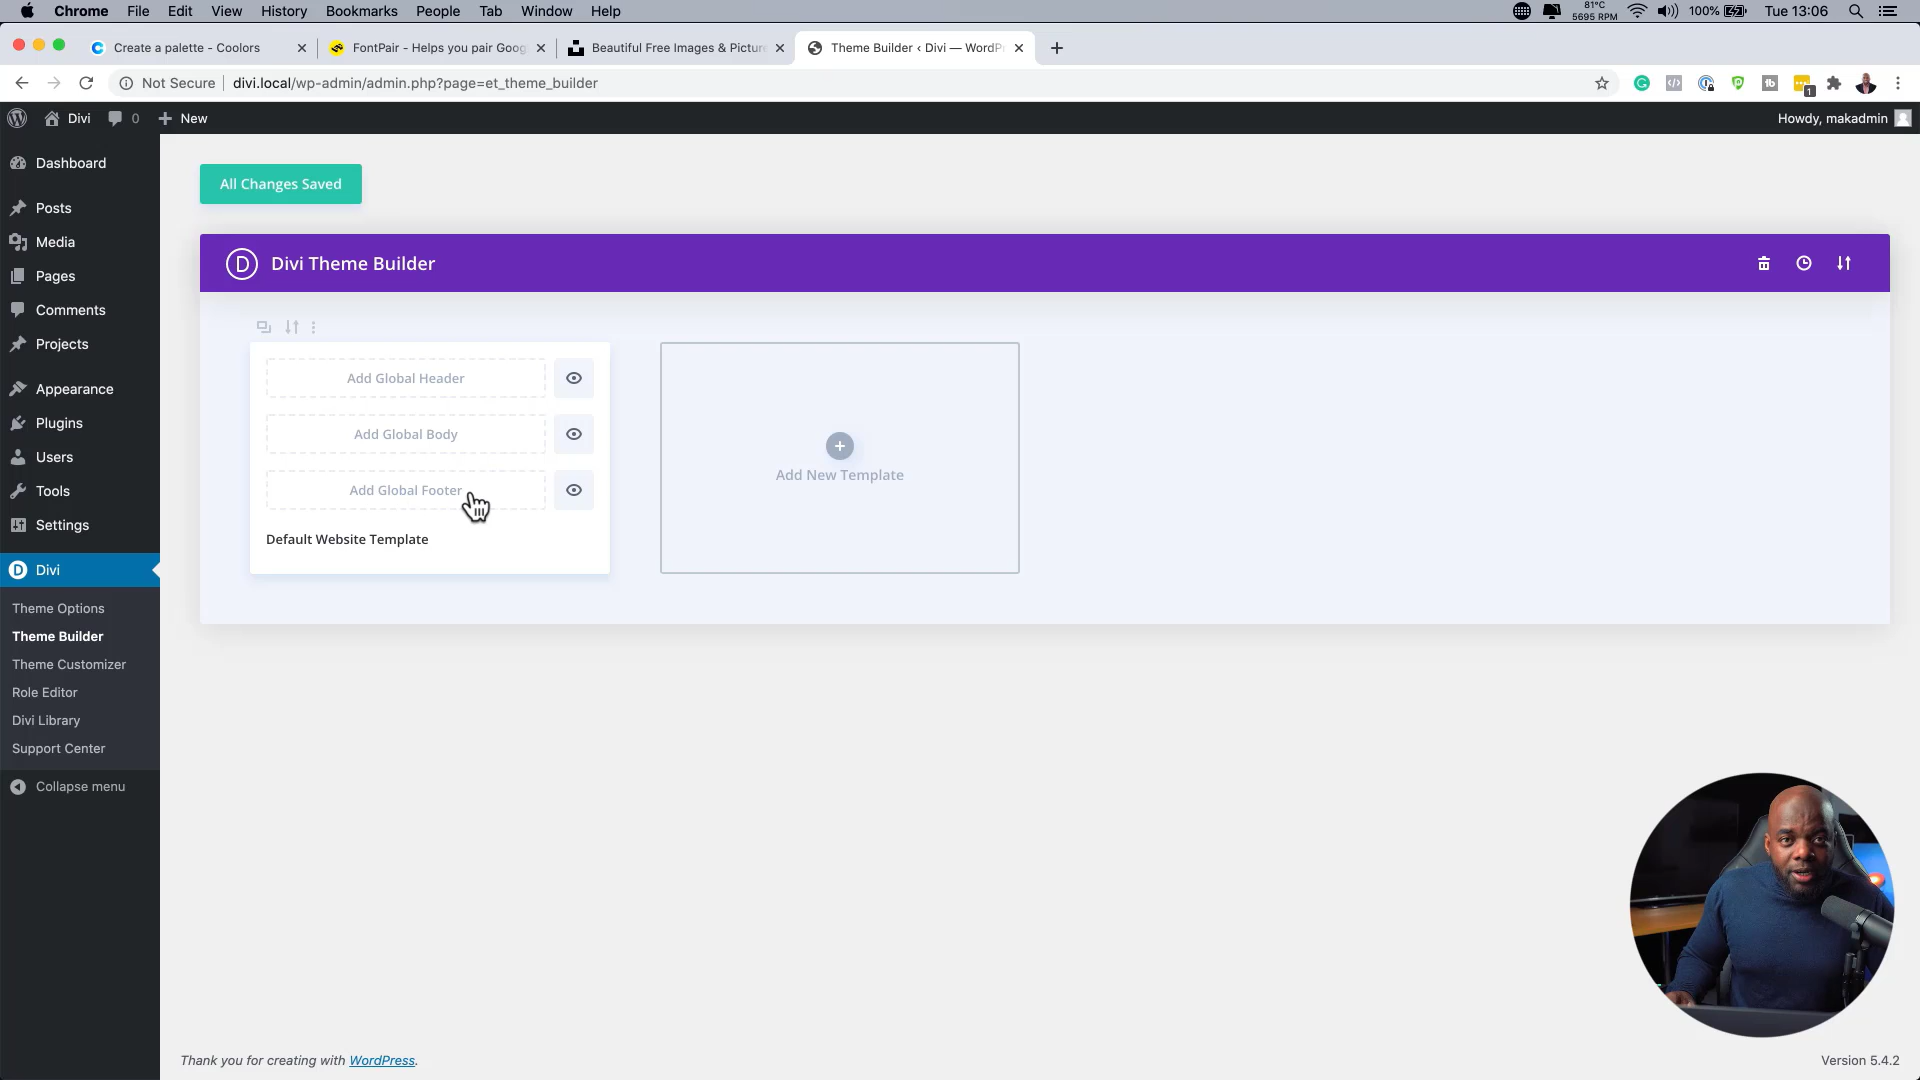 Chrome File Edit View History Bookmarks People Tab Window Help
81°C
5695 RPM
100% Tue 13:06
Create a palette - Coolors
FontPair - Helps you pair Goog
Beautiful Free Images & Picture
Theme Builder ‹ Divi — WordP
Not Secure divi.local/wp-admin/admin.php?page=et_theme_builder
1
Divi 0 + New
Howdy, makadmin
Dashboard
Posts
Media
Pages
Comments
Projects
Appearance
Plugins
Users
Tools
Settings
Divi
Theme Options
Theme Builder
Theme Customizer
Role Editor
Divi Library
Support Center
Collapse menu
All Changes Saved
D Divi Theme Builder
Add Global Header
Add Global Body
Add Global Footer
Default Website Template
Add New Template
Thank you for creating with WordPress.
Version 5.4.2